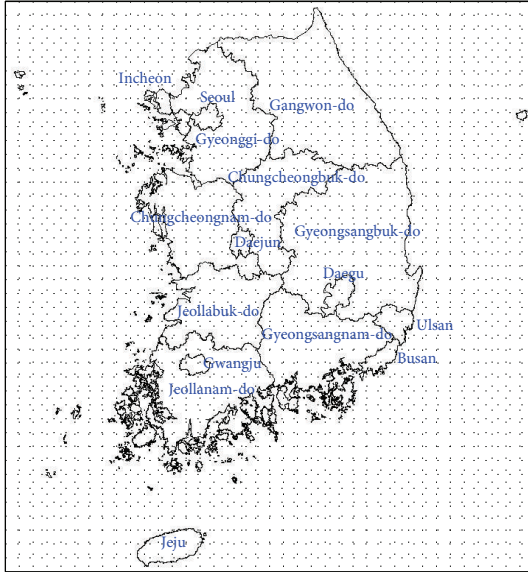 Incheon
Seoul
Gangwon-do
Gyeonggi-do
Chungcheongbuk-do
Chungcheongnam-do
Gyeongsangbuk-do
Daejun
Daegu
Jeollabuk-do
Ulsan
Gyeongsangnam-do
Busan
Gwangju
Jeollanam-do
Jeju